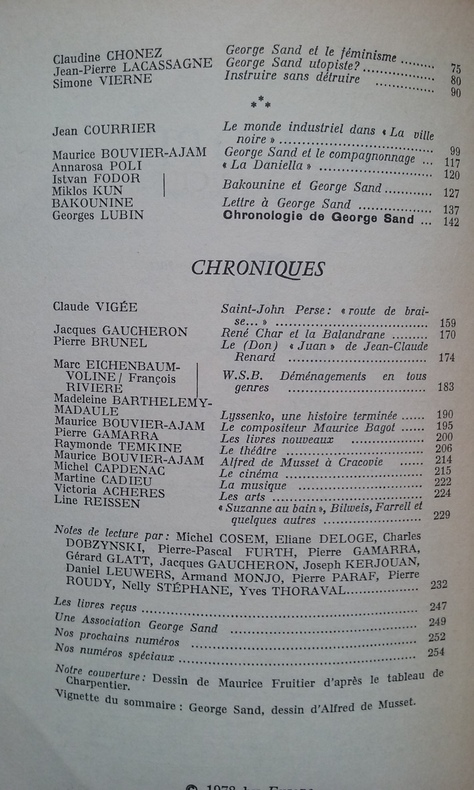 Claudine CHONEZ George Sand et le féminisme ........ 75
Jean-Pierre LACASSAGNE George Sand utopiste? .............. 80
Simone VIERNE Instruire sans détruire .............. 90
***
Jean COURRIER Le monde industriel dans « La ville
noire » .............................. 99
Maurice BOUVIER-AJAM George Sand et le compagnonnage ... 117
Annarosa POLI « La Daniella » ...................... 120
Istvan FODOR
Miklos KUN Bakounine et George Sand ............ 127
BAKOUNINE Lettre à George Sand ................ 137
Georges LUBIN Chronologie de George Sand ... 142
CHRONIQUES
Claude VIGÉE Saint-John Perse : « route de brai-
se... » .............................. 159
Jacques GAUCHERON René Char et la Balandrane ......... 170
Pierre BRUNEL Le (Don) « Juan » de Jean-Claude
Renard .............................. 174
Marc EICHENBAUM-
VOLINE / François W.S.B. Déménagements en tous
RIVIERE genres .............................. 183
Madeleine BARTHELEMY-
MADAULE Lyssenko, une histoire terminée ...... 190
Maurice BOUVIER-AJAM Le compositeur Maurice Bagot ...... 195
Pierre GAMARRA Les livres nouveaux .................. 200
Raymonde TEMKINE Le théâtre .............................. 206
Maurice BOUVIER-AJAM Alfred de Musset à Cracovie ...... 214
Michel CAPDENAC Le cinéma .............................. 215
Martine CADIEU La musique .............................. 222
Victoria ACHERES Les arts .............................. 224
Line REISSEN « Suzanne au bain », Bilweis, Farrell et
quelques autres ...................... 229
Notes de lecture par : Michel COSEM, Eliane DELOGE, Charles
DOBZYNSKI, Pierre-Pascal FURTH, Pierre GAMARRA,
Gérard GLATT, Jacques GAUCHERON, Joseph KERJOUAN,
Daniel LEUWERS, Armand MONJO, Pierre PARAF, Pierre
ROUDY, Nelly STÉPHANE, Yves THORAVAL .................. 232
Les livres reçus .................................................. 247
Une Association George Sand .................................. 249
Nos prochains numéros ........................................ 252
Nos numéros spéciaux .......................................... 254
Notre couverture : Dessin de Maurice Fruitier d'après le tableau de
Charpentier.
Vignette du sommaire : George Sand, dessin d'Alfred de Musset.